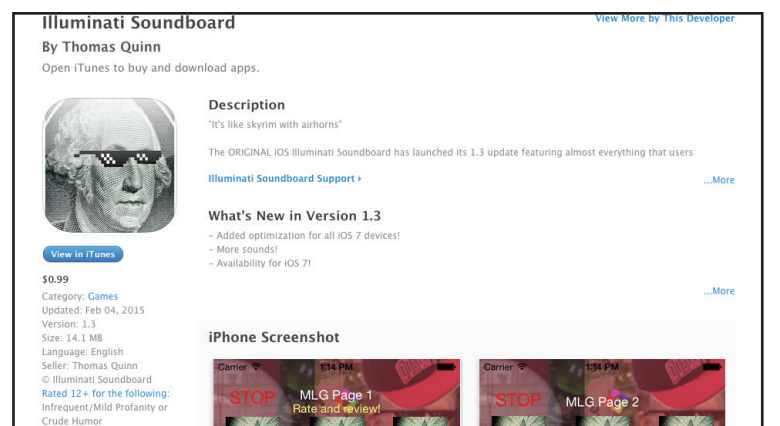 Illuminati Soundboard
View More by This Developer
By Thomas Quinn
Open iTunes to buy and download apps.
Description
"It's like skyrim with airhorns"
The ORIGINAL iOS Illuminati Soundboard has launched its 1.3 update featuring almost everything that users
Illuminati Soundboard Support ›
...More
What's New in Version 1.3
- Added optimization for all iOS 7 devices!
- More sounds!
- Availability for iOS 7!
...More
View in iTunes
$0.99
Category: Games
Updated: Feb 04, 2015
Version: 1.3
Size: 14.1 MB
Language: English
Seller: Thomas Quinn
© Illuminati Soundboard
Rated 12+ for the following:
Infrequent/Mild Profanity or
Crude Humor
iPhone Screenshot
Carrier 1:14 PM
STOP MLG Page 1
Rate and review!
Carrier 1:14 PM
STOP MLG Page 2